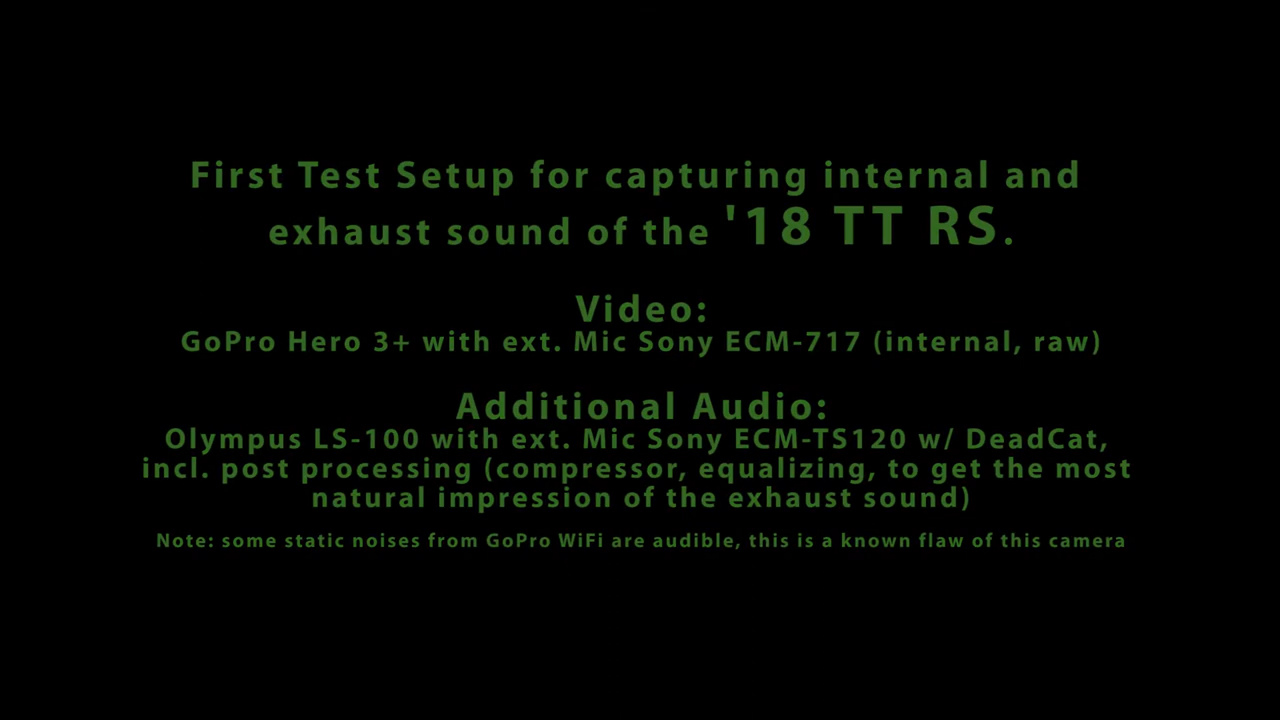 First Test Setup for capturing internal and
exhaust sound of the '18 TT RS.
Video:
GoPro Hero 3+ with ext. Mic Sony ECM-717 (internal, raw)
Additional Audio:
Olympus LS-100 with ext. Mic Sony ECM-TS120 w/ DeadCat,
incl. post processing (compressor, equalizing, to get the most
natural impression of the exhaust sound)
Note: some static noises from GoPro WiFi are audible, this is a known flaw of this camera